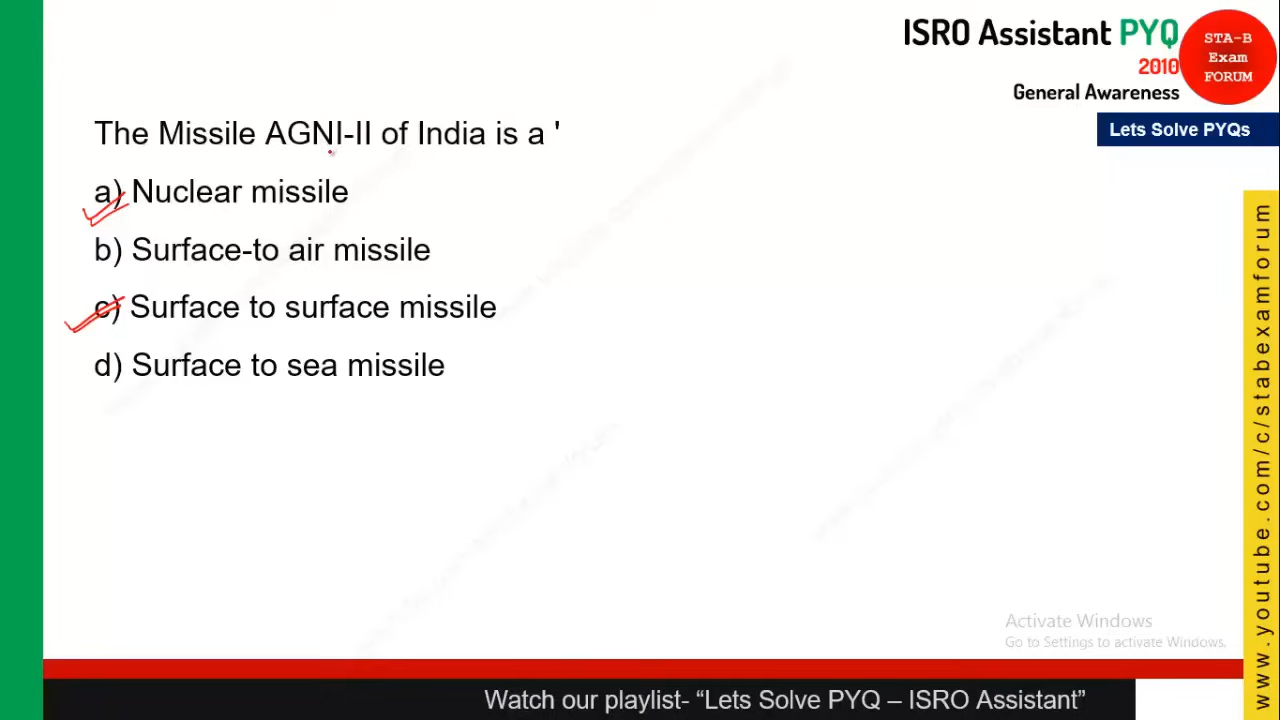 ISRO Assistant PYQ
2010
General Awareness
STA-B
Exam
FORUM
Lets Solve PYQs
The Missile AGNI-II of India is a '
a) Nuclear missile
b) Surface-to air missile
c) Surface to surface missile
d) Surface to sea missile
www.youtube.com/c/stabexamforum
Activate Windows
Go to Settings to activate Windows.
Watch our playlist- “Lets Solve PYQ – ISRO Assistant”